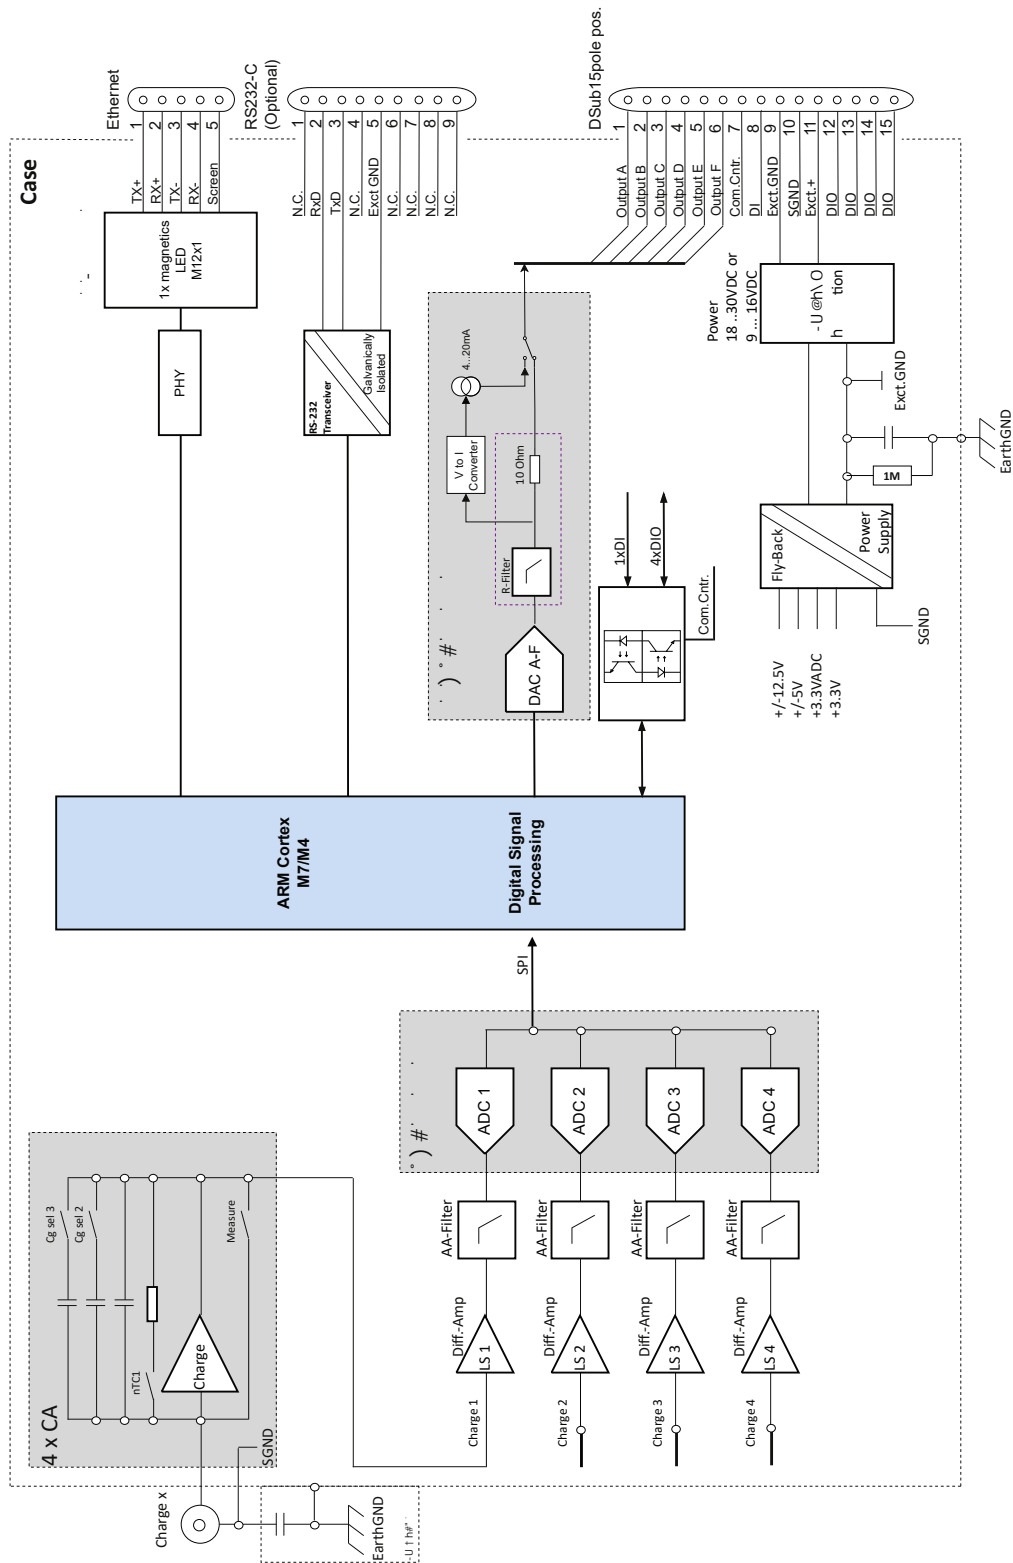 Case
Ethernet
1
2
3
4
5
TX+
RX+
TX-
RX-
Screen
1x magnetics
LED
M12x1
PHY
RS232-C
(Optional)
1
2
3
4
5
6
7
8
9
N.C.
RxD
TxD
N.C.
Exct GND
N.C.
N.C.
N.C.
N.C.
RS-232
Transceiver
Galvanically
Isolated
DSub15pole pos.
1
2
3
4
5
6
7
8
9
10
11
12
13
14
15
Output A
Output B
Output C
Output D
Output E
Output F
Com.Cntr.
DI
Exct.GND
SGND
Exct.+
DIO
DIO
DIO
DIO
4...20mA
V to I
Converter
10 Ohm
R-Filter
DAC A-F
1xDI
4xDIO
Com.Cntr.
Power
18 ..30VDC or
9 ... 16VDC
tion
Exct.GND
EarthGND
1M
Fly-Back
Power
Supply
SGND
+/-12.5V
+/-5V
+3.3VADC
+3.3V
ARM Cortex
M7/M4
Digital Signal
Processing
SPI
ADC 1
ADC 2
ADC 3
ADC 4
AA-Filter
AA-Filter
AA-Filter
AA-Filter
Diff.-Amp
Diff.-Amp
Diff.-Amp
Diff.-Amp
LS 1
LS 2
LS 3
LS 4
Charge 1
Charge 2
Charge 3
Charge 4
4 x CA
Cg sel 3
Cg sel 2
nTC1
Measure
Charge
SGND
Charge x
EarthGND